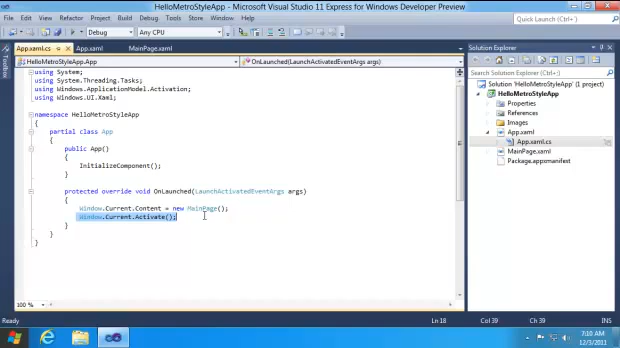 HelloMetroStyleApp - Microsoft Visual Studio 11 Express for Windows Developer Preview
Edit View Refactor Project Build Debug Tools Window Help
Quick Launch
Debug Any CPU
App.xaml.cs App.xaml MainPage.xaml
HelloMetroStyleApp.App OnLaunched(LaunchActivatedEventArgs args)
using System;
using System.Threading.Tasks;
using Windows.ApplicationModel.Activation;
using Windows.UI.Xaml;
namespace HelloMetroStyleApp
{
partial class App
{
public App()
{
InitializeComponent();
}
protected override void OnLaunched(LaunchActivatedEventArgs args)
{
Window.Current.Content = new MainPage();
Window.Current.Activate();
}
}
}
100 %
Toolbox
Solution Explorer
Search Solution Explorer
Solution 'HelloMetroStyleApp' (1 project)
HelloMetroStyleApp
Properties
References
Images
App.xaml
App.xaml.cs
MainPage.xaml
Package.appxmanifest
Ln 18 Col 39 Ch 39 INS
7:10 AM
12/3/2011